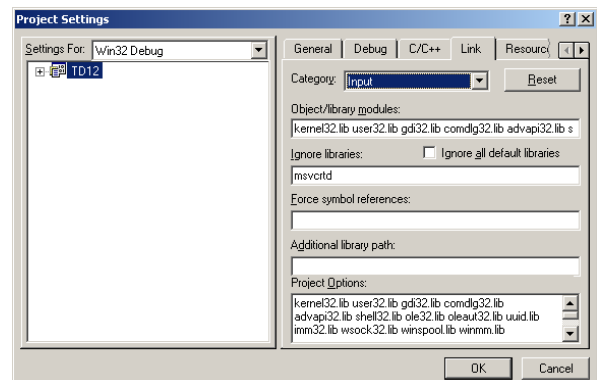 Project Settings
Settings For: Win32 Debug
TD12
General Debug C/C++ Link
Category: Input Reset
Object/library modules:
kernel32.lib user32.lib gdi32.lib comdlg32.lib advapi32.lib s
Ignore libraries: Ignore all default libraries
msvcrtd
Force symbol references:
Additional library path:
Project Options:
kernel32.lib user32.lib gdi32.lib comdlg32.lib
advapi32.lib shell32.lib ole32.lib oleaut32.lib uuid.lib
imm32.lib wsock32.lib winspool.lib winmm.lib
OK Cancel